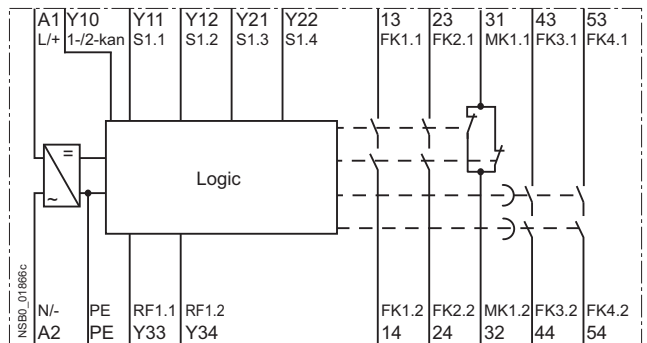 A1 Y10 Y11 Y12 Y21 Y22 13 23 31 43 53
L/+ 1-/2-kan S1.1 S1.2 S1.3 S1.4 FK1.1 FK2.1 MK1.1 FK3.1 FK4.1
=
~
Logic
NSB0_01866c
N/- PE RF1.1 RF1.2 FK1.2 FK2.2 MK1.2 FK3.2 FK4.2
A2 PE Y33 Y34 14 24 32 44 54